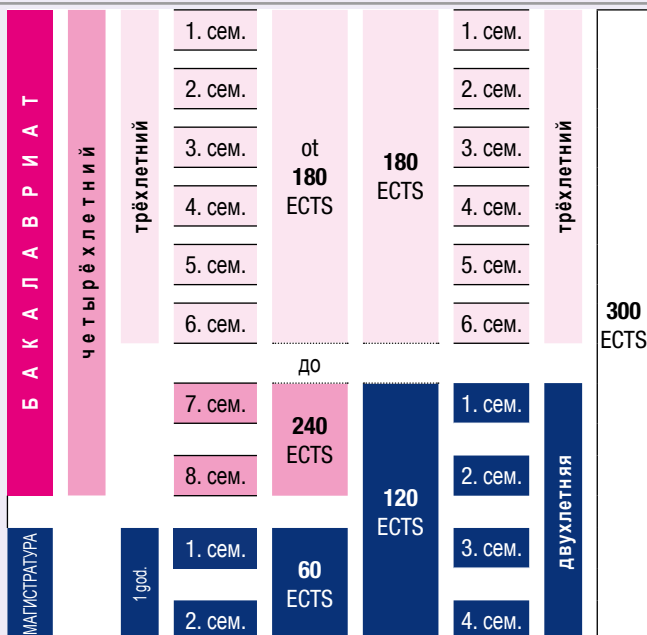 БАКАЛАВРИАТ
четырёхлетний
трёхлетний
1. сем.
2. сем.
3. сем.
4. сем.
5. сем.
6. сем.
7. сем.
8. сем.
от
180
ECTS
до
240
ECTS
180
ECTS
120
ECTS
1. сем.
2. сем.
3. сем.
4. сем.
5. сем.
6. сем.
1. сем.
2. сем.
3. сем.
4. сем.
трёхлетний
двухлетняя
300
ECTS
МАГИСТРАТУРА
1 god.
1. сем.
2. сем.
60
ECTS